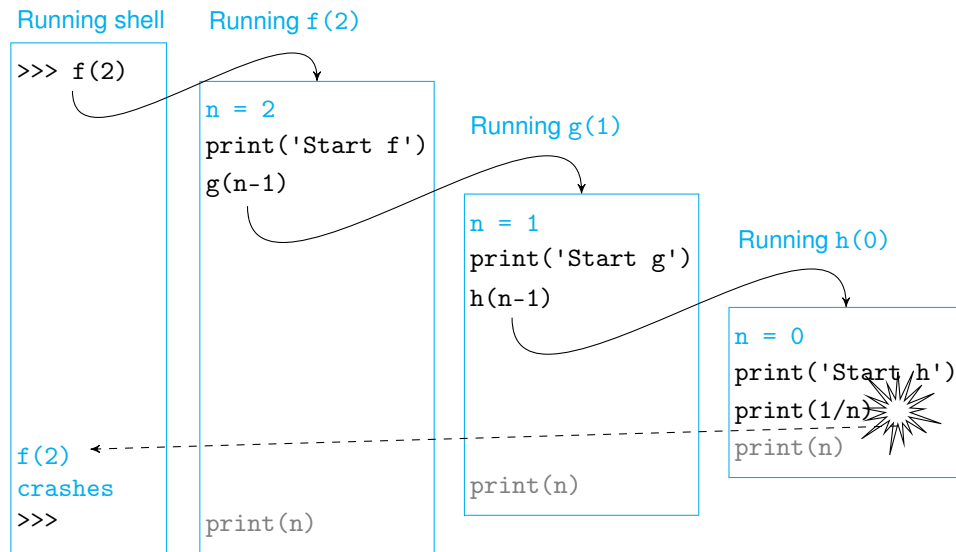 Running shell
>>> f(2)
f(2)
crashes
>>>
Running f(2)
n = 2
print('Start f')
g(n-1)
print(n)
Running g(1)
n = 1
print('Start g')
h(n-1)
print(n)
Running h(0)
n = 0
print('Start h')
print(1/n)
print(n)